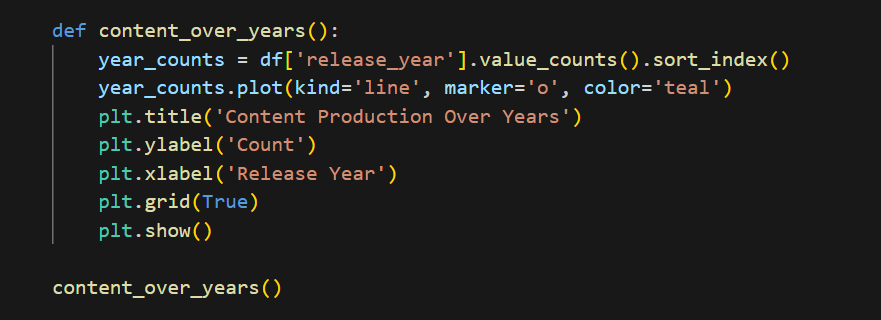 def content_over_years():
    year_counts = df['release_year'].value_counts().sort_index()
    year_counts.plot(kind='line', marker='o', color='teal')
    plt.title('Content Production Over Years')
    plt.ylabel('Count')
    plt.xlabel('Release Year')
    plt.grid(True)
    plt.show()

content_over_years()